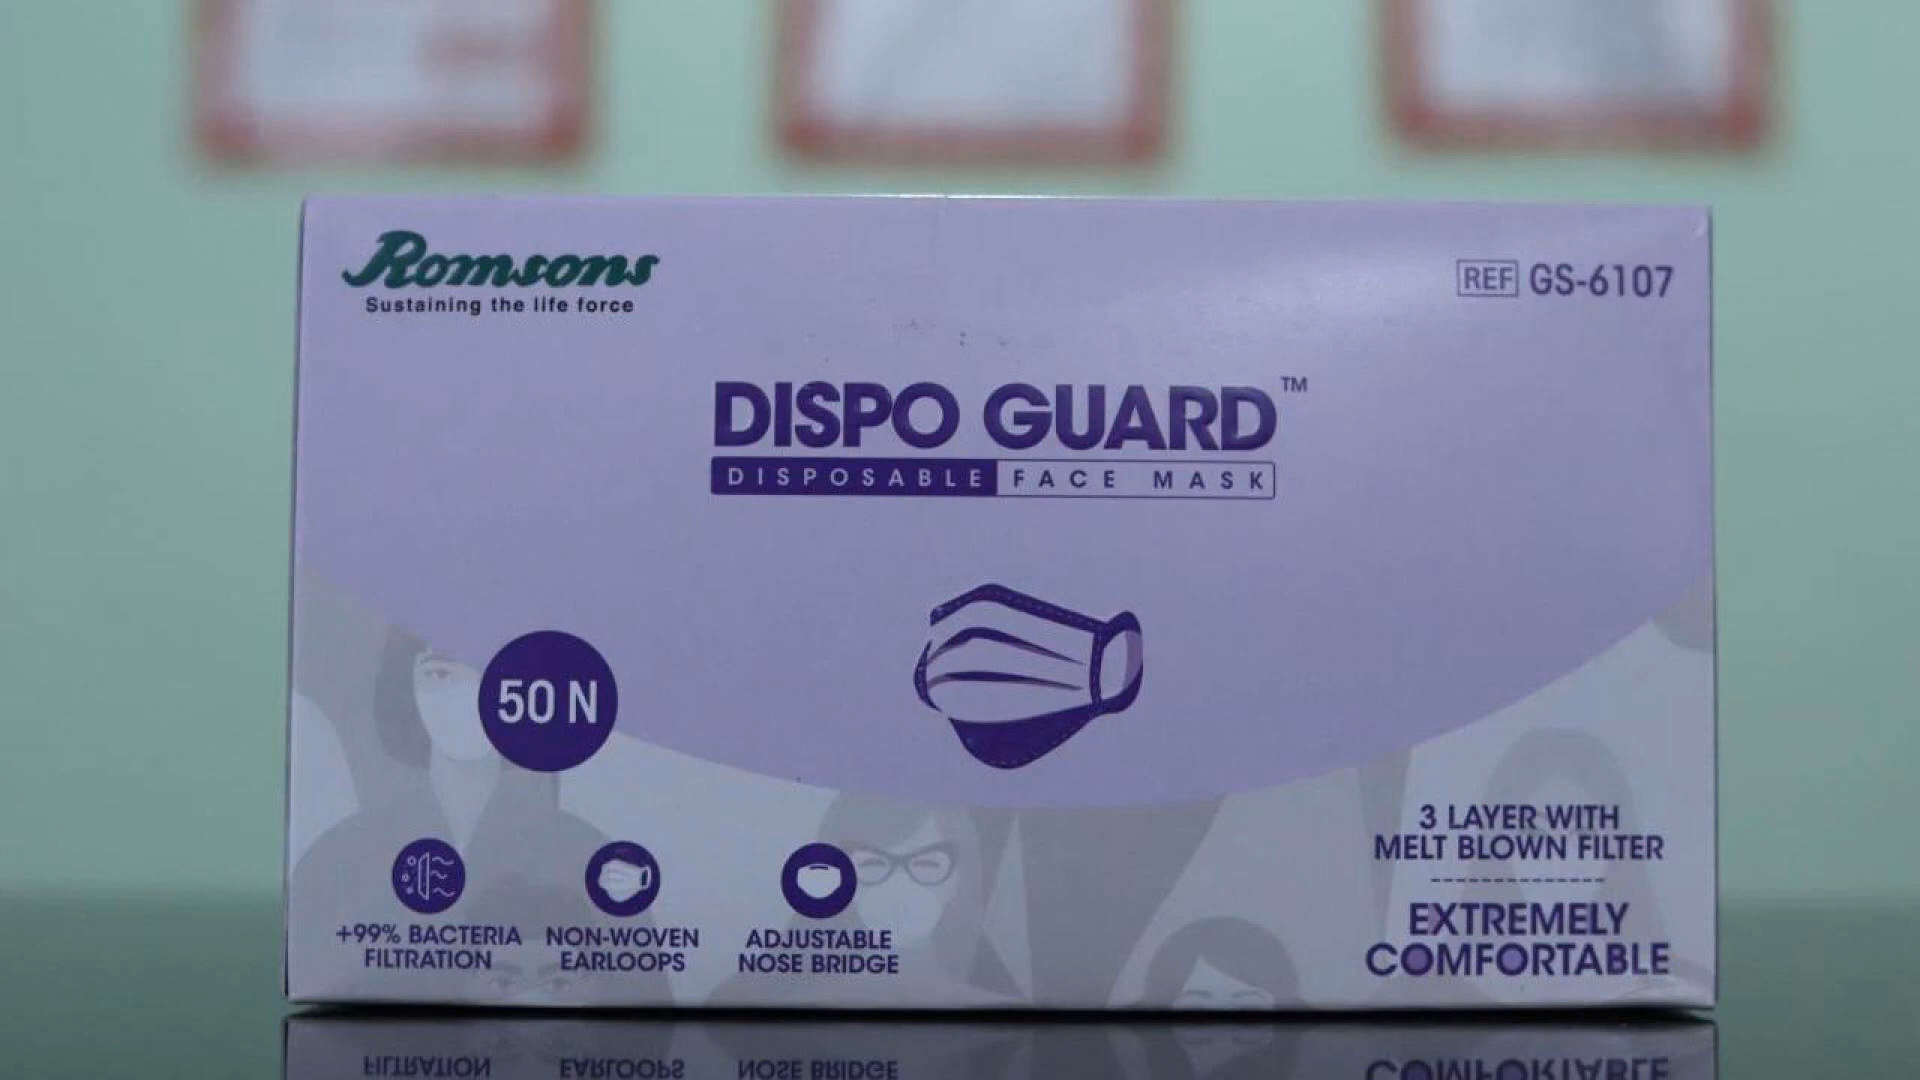 Romsons
Sustaining the life force
REF GS-6107
DISPO GUARD™
DISPOSABLE FACE MASK
50 N
+99% BACTERIA
FILTRATION
NON-WOVEN
EARLOOPS
ADJUSTABLE
NOSE BRIDGE
3 LAYER WITH
MELT BLOWN FILTER
EXTREMELY
COMFORTABLE